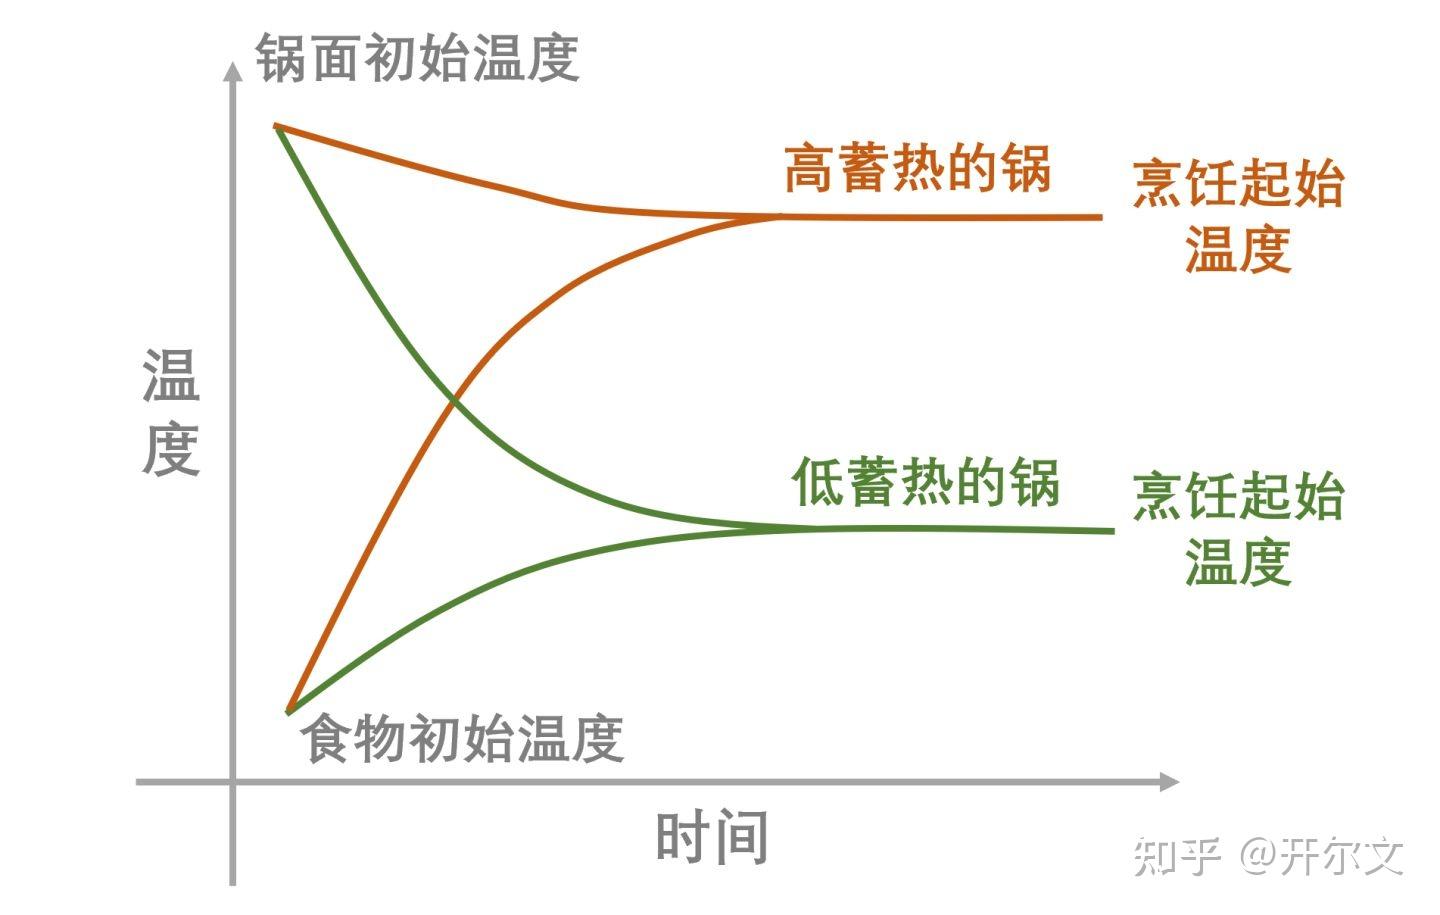 锅面初始温度
高蓄热的锅
烹饪起始
温度
温
度
低蓄热的锅
烹饪起始
温度
食物初始温度
时间
知乎 @开尔文